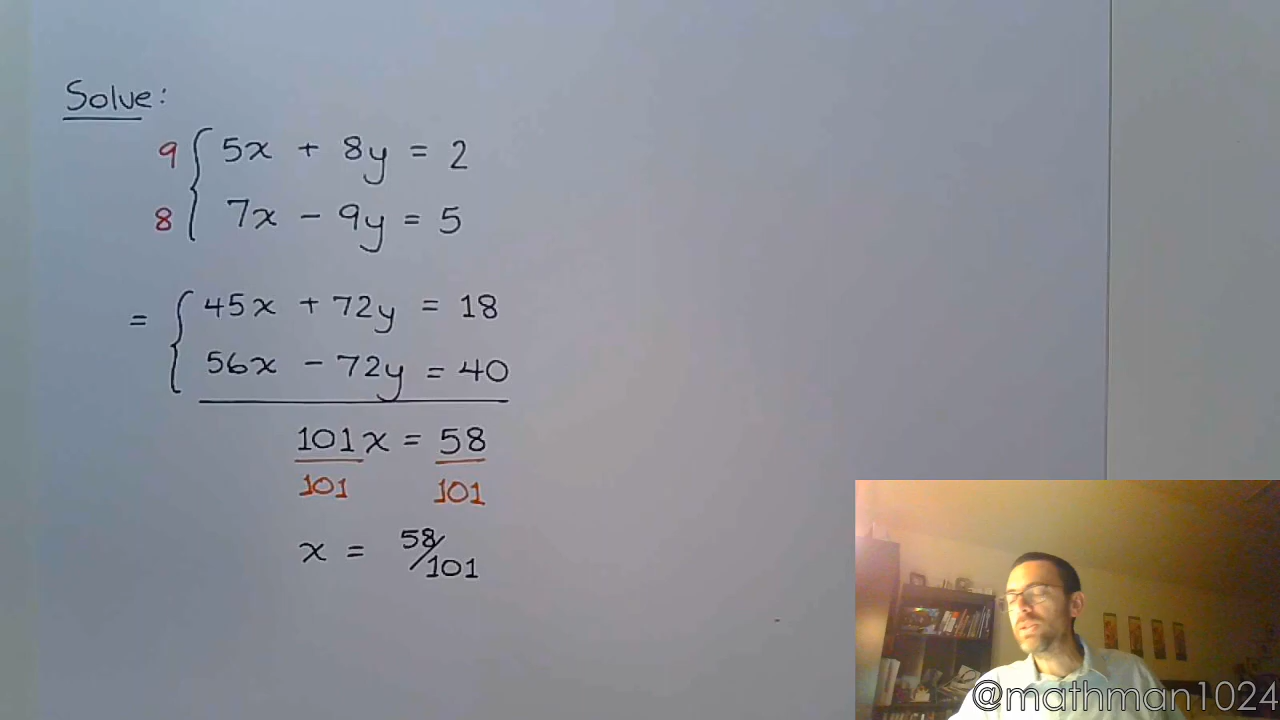 Solve:
9 { 5x + 8y = 2
8 { 7x - 9y = 5
= { 45x + 72y = 18
56x - 72y = 40
101x = 58
101 101
x = 58/101
@mathman1024